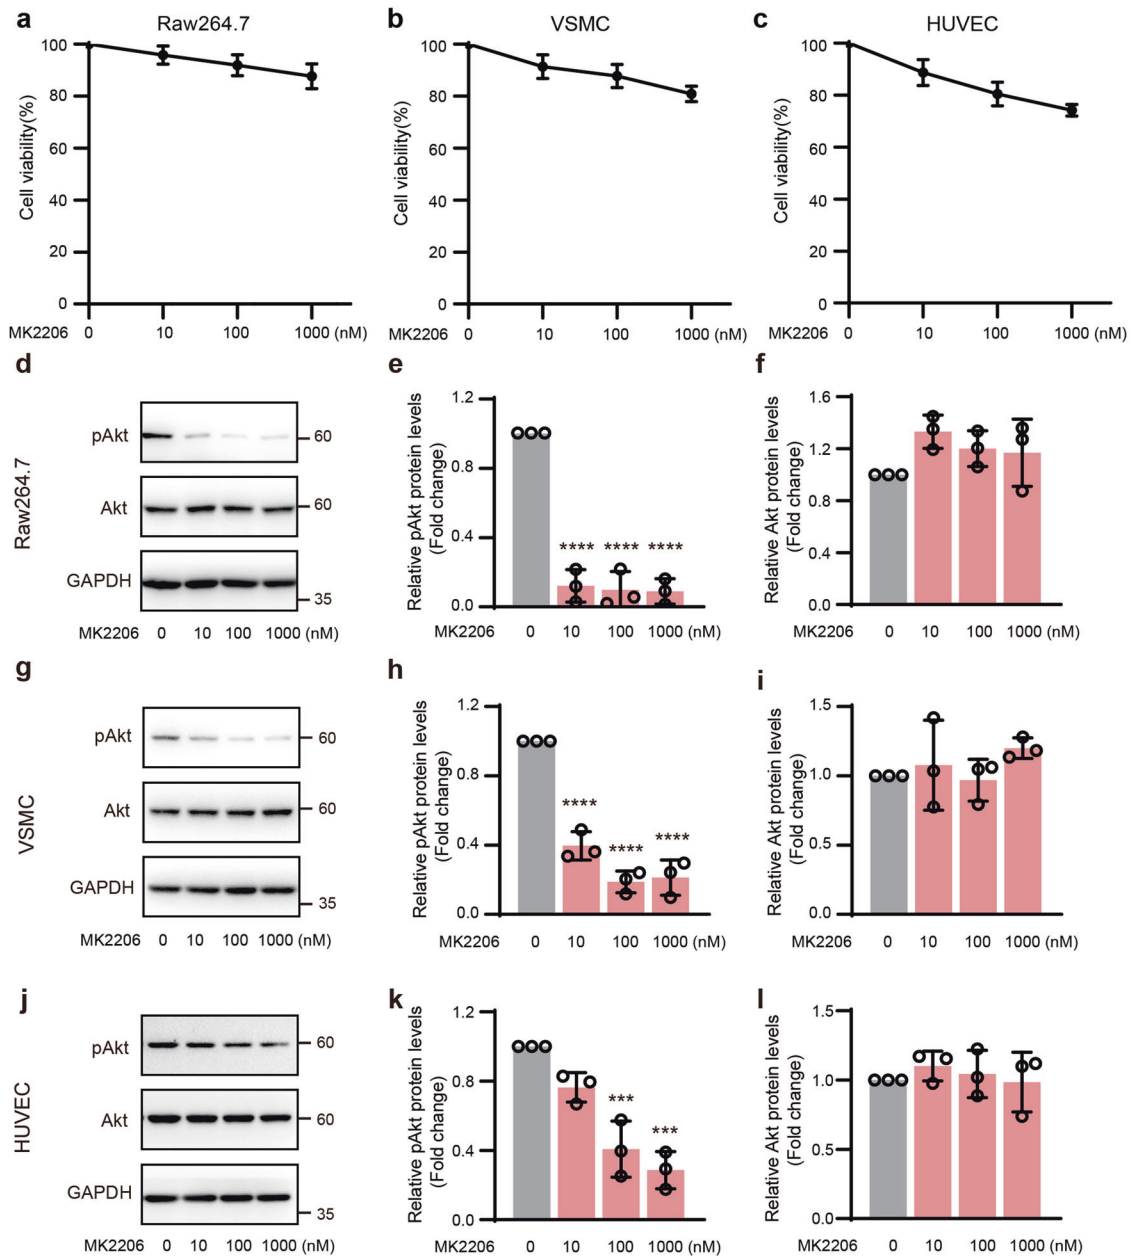 a Raw264.7
Cell viability(%)
100
80
60
40
20
0
MK2206 0 10 100 1000 (nM)
b VSMC
Cell viability(%)
100
80
60
40
20
0
MK2206 0 10 100 1000 (nM)
c HUVEC
Cell viability(%)
100
80
60
40
20
0
MK2206 0 10 100 1000 (nM)
d
Raw264.7
pAkt 60
Akt 60
GAPDH
35
MK2206 0 10 100 1000 (nM)
e
Relative pAkt protein levels
(Fold change)
1.2
0.8
0.4
0.0
**** **** ****
MK2206 0 10 100 1000 (nM)
f
Relative Akt protein levels
(Fold change)
1.6
1.2
0.8
0.4
0.0
MK2206 0 10 100 1000 (nM)
g
VSMC
pAkt 60
Akt 60
GAPDH
35
MK2206 0 10 100 1000 (nM)
h
Relative pAkt protein levels
(Fold change)
1.2
0.8
0.4
0.0
**** **** ****
MK2206 0 10 100 1000 (nM)
i
Relative Akt protein levels
(Fold change)
1.5
1.0
0.5
0.0
MK2206 0 10 100 1000 (nM)
j
HUVEC
pAkt 60
Akt 60
GAPDH
35
MK2206 0 10 100 1000 (nM)
k
Relative pAkt protein levels
(Fold change)
1.2
0.8
0.4
0.0
*** ***
MK2206 0 10 100 1000 (nM)
l
Relative Akt protein levels
(Fold change)
1.5
1.0
0.5
0.0
MK2206 0 10 100 1000 (nM)